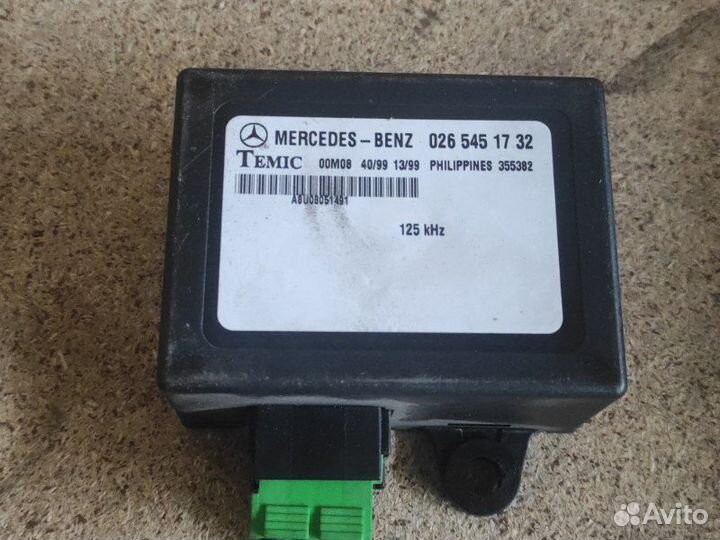 MERCEDES-BENZ 026 545 17 32
TEMIC 00M08 40/99 13/99 PHILIPPINES 355382
A8U08051491
125 kHz
Avito